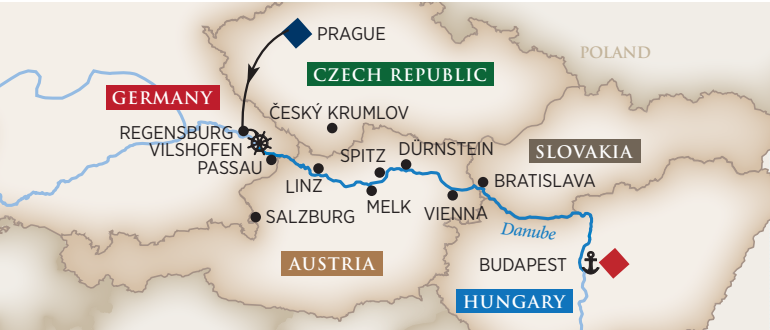 PRAGUE
POLAND
CZECH REPUBLIC
GERMANY
ČESKÝ KRUMLOV
REGENSBURG
VILSHOFEN
PASSAU
SPITZ
DÜRNSTEIN
SLOVAKIA
LINZ
BRATISLAVA
MELK
VIENNA
SALZBURG
Danube
AUSTRIA
BUDAPEST
HUNGARY